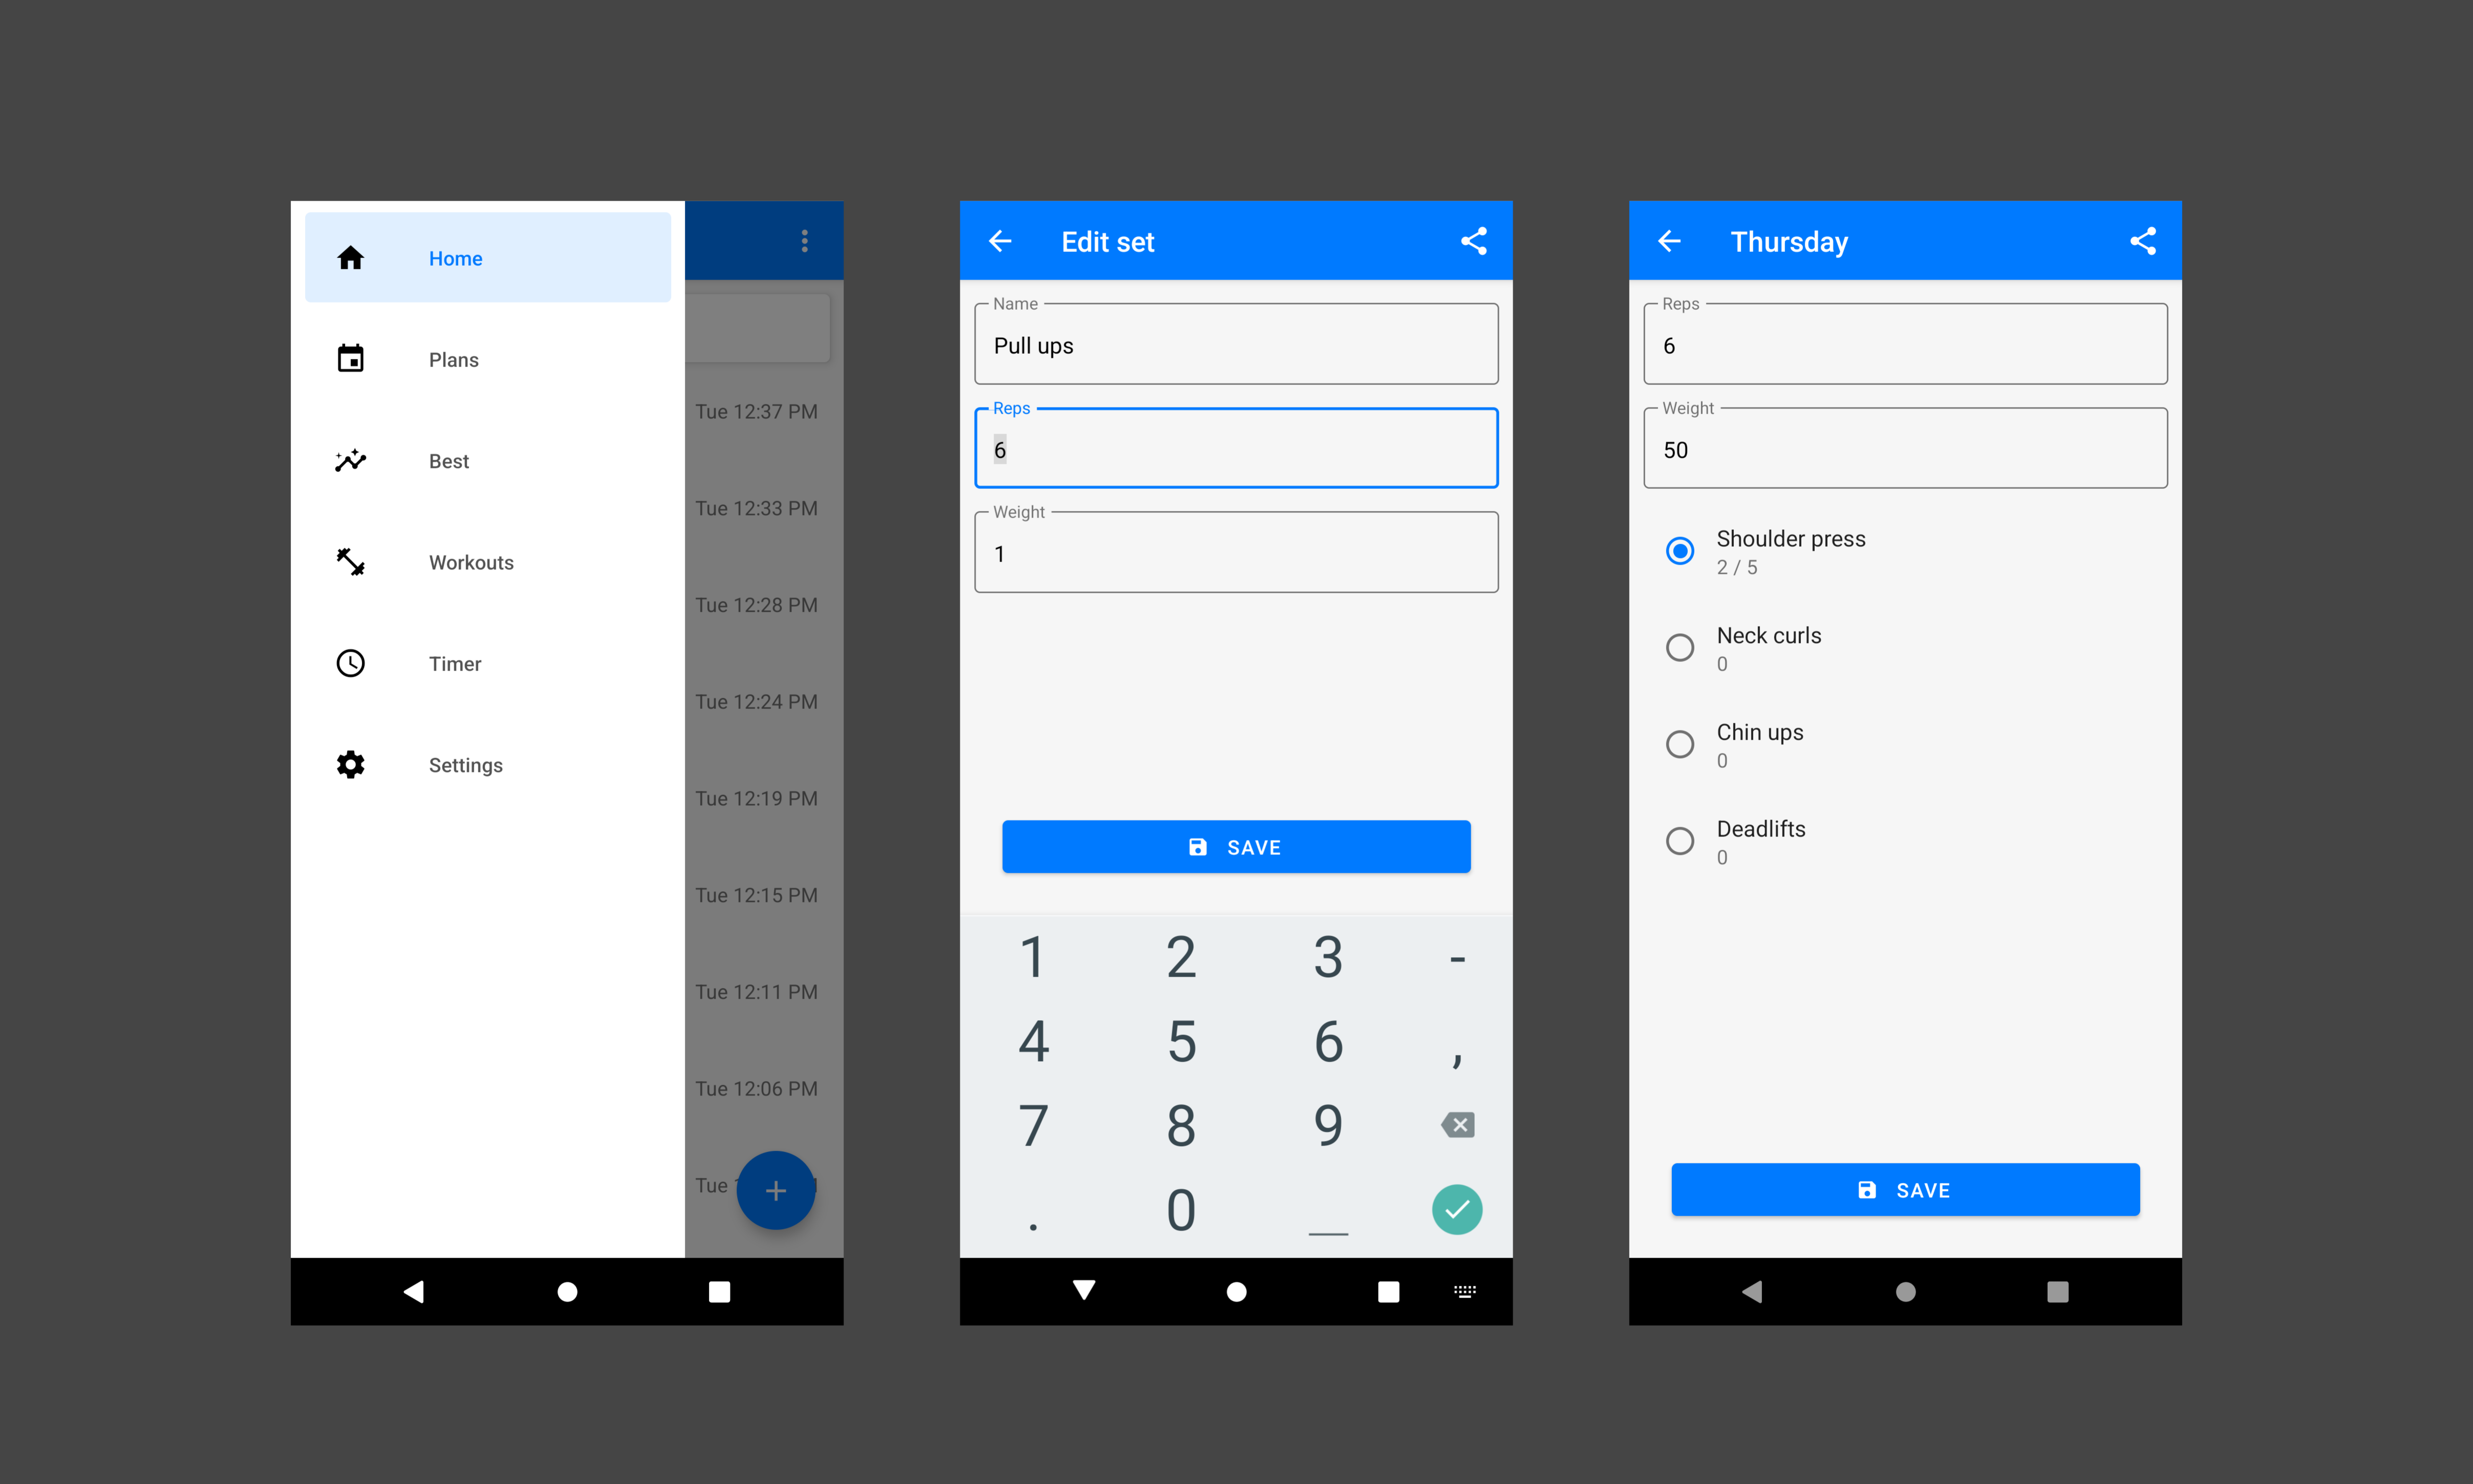 Home
Plans
Best
Workouts
Timer
Settings
Tue 12:37 PM
Tue 12:33 PM
Tue 12:28 PM
Tue 12:24 PM
Tue 12:19 PM
Tue 12:15 PM
Tue 12:11 PM
Tue 12:06 PM
Tue
+
Edit set
Name
Pull ups
Reps
6
Weight
1
SAVE
1 2 3 -
4 5 6 ,
7 8 9
. 0
Thursday
Reps
6
Weight
50
Shoulder press
2 / 5
Neck curls
0
Chin ups
0
Deadlifts
0
SAVE